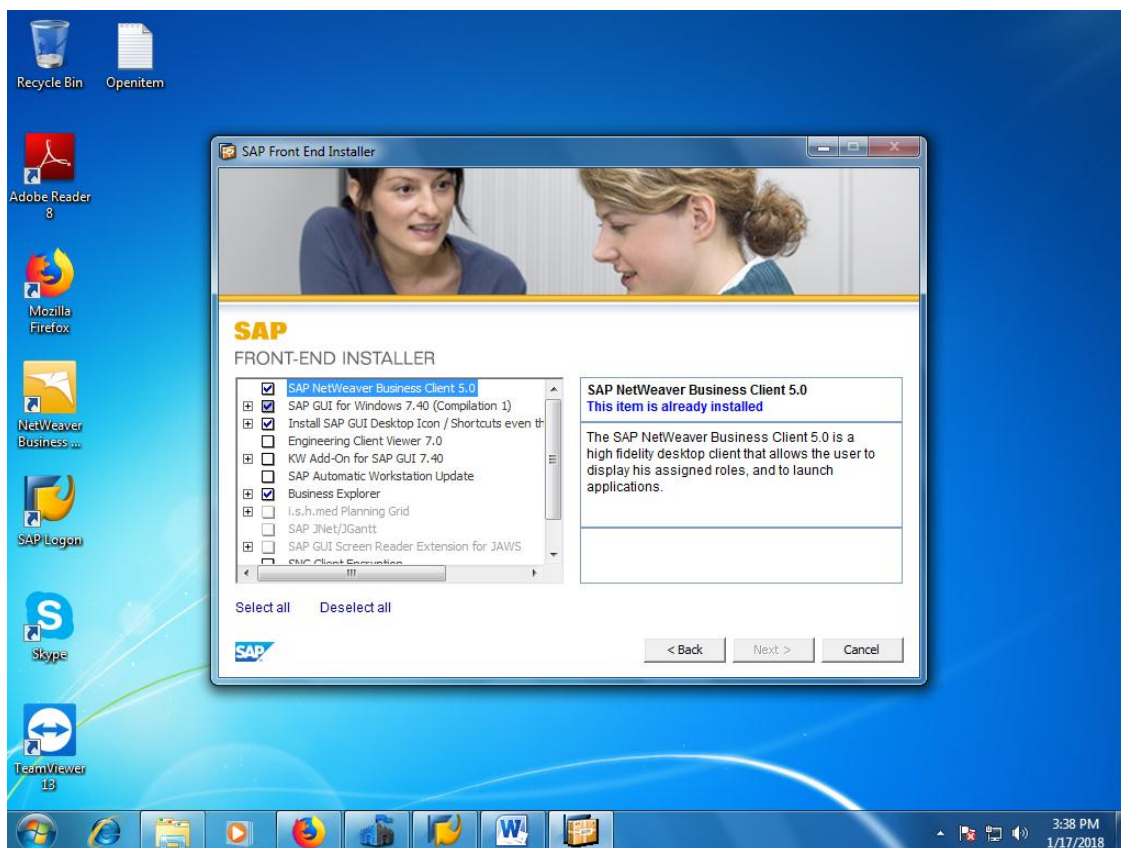 Recycle Bin
Openitem
Adobe Reader
8
Mozilla
Firefox
NetWeaver
Business ...
SAP Logon
Skype
TeamViewer
13
SAP Front End Installer
SAP
FRONT-END INSTALLER
SAP NetWeaver Business Client 5.0
SAP GUI for Windows 7.40 (Compilation 1)
Install SAP GUI Desktop Icon / Shortcuts even th
Engineering Client Viewer 7.0
KW Add-On for SAP GUI 7.40
SAP Automatic Workstation Update
Business Explorer
i.s.h.med Planning Grid
SAP JNet/JGantt
SAP GUI Screen Reader Extension for JAWS
SNC Client Encryption
SAP NetWeaver Business Client 5.0
This item is already installed
The SAP NetWeaver Business Client 5.0 is a
high fidelity desktop client that allows the user to
display his assigned roles, and to launch
applications.
Select all
Deselect all
SAP
< Back
Next >
Cancel
3:38 PM
1/17/2018